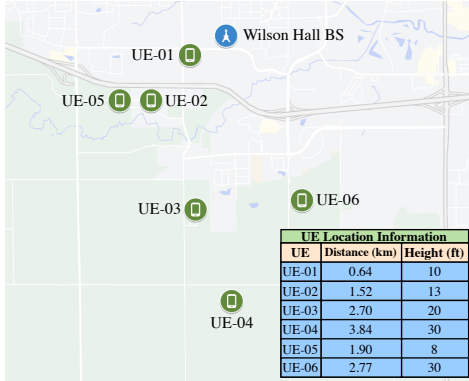 Wilson Hall BS
UE-01
UE-05
UE-02
UE-03
UE-06
UE-04
UE Location Information
UE Distance (km) Height (ft)
UE-01 0.64 10
UE-02 1.52 13
UE-03 2.70 20
UE-04 3.84 30
UE-05 1.90 8
UE-06 2.77 30